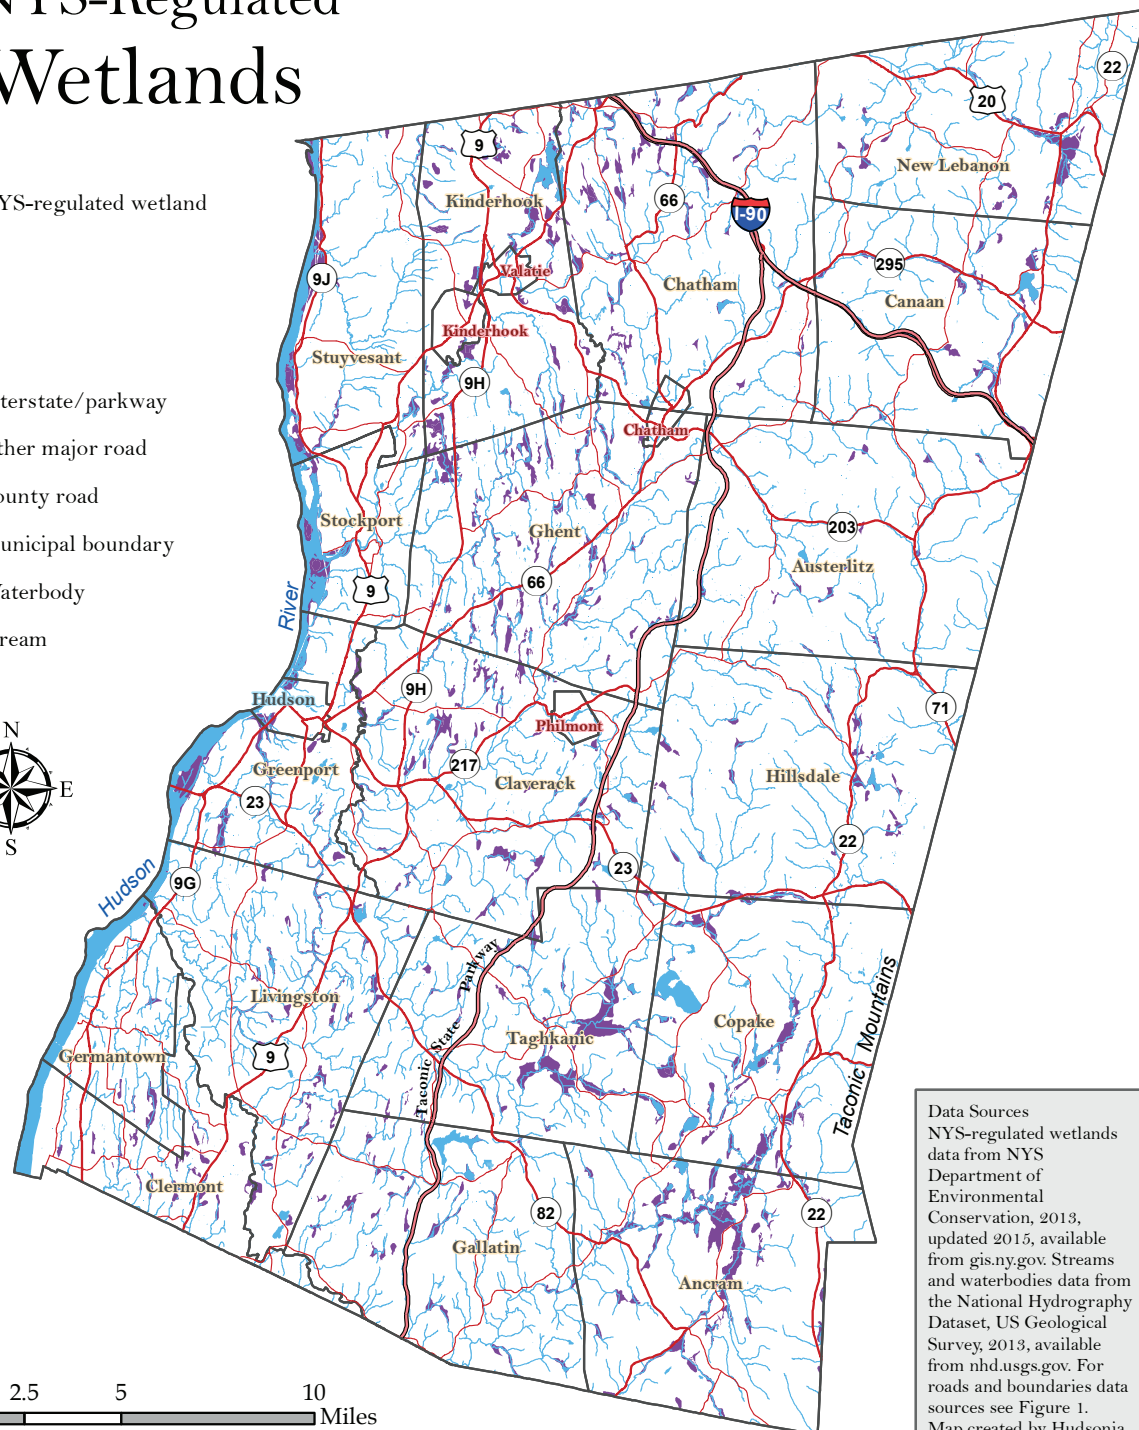 NYS-Regulated
Wetlands
YS-regulated wetland
terstate/parkway
ther major road
ounty road
unicipal boundary
aterbody
ream
N
E
S
22
20
New Lebanon
9
Kinderhook
66
I-90
295
Canaan
Valatie
Chatham
9J
Kinderhook
Stuyvesant
9H
Chatham
Stockport
Ghent
203
Austerlitz
66
9
River
Hudson
9H
71
Philmont
217
Greenport
Claverack
Hillsdale
23
22
23
Hudson
9G
Parkway
State
Taconic
Livingston
Taghkanic
Copake
Taconic Mountains
Germantown
9
Clermont
82
22
Gallatin
Ancram
2.5 5 10
Miles
Data Sources
NYS-regulated wetlands
data from NYS
Department of
Environmental
Conservation, 2013,
updated 2015, available
from gis.ny.gov. Streams
and waterbodies data from
the National Hydrography
Dataset, US Geological
Survey, 2013, available
from nhd.usgs.gov. For
roads and boundaries data
sources see Figure 1.
Map created by Hudsonia